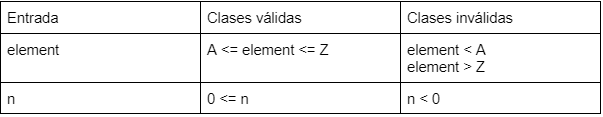 Entrada Clases válidas Clases inválidas
element A <= element <= Z element < A
element > Z
n 0 <= n n < 0